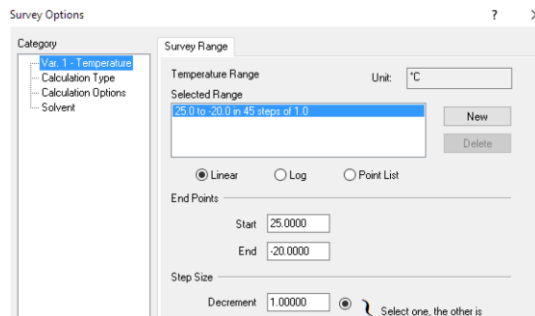 Survey Options ?
Category
Var. 1 - Temperature
Calculation Type
Calculation Options
Solvent
Survey Range
Temperature Range
Unit: °C
Selected Range
25.0 to -20.0 in 45 steps of 1.0
New
Delete
Linear Log Point List
End Points
Start 25.0000
End -20.0000
Step Size
Decrement 1.00000
Select one, the other is